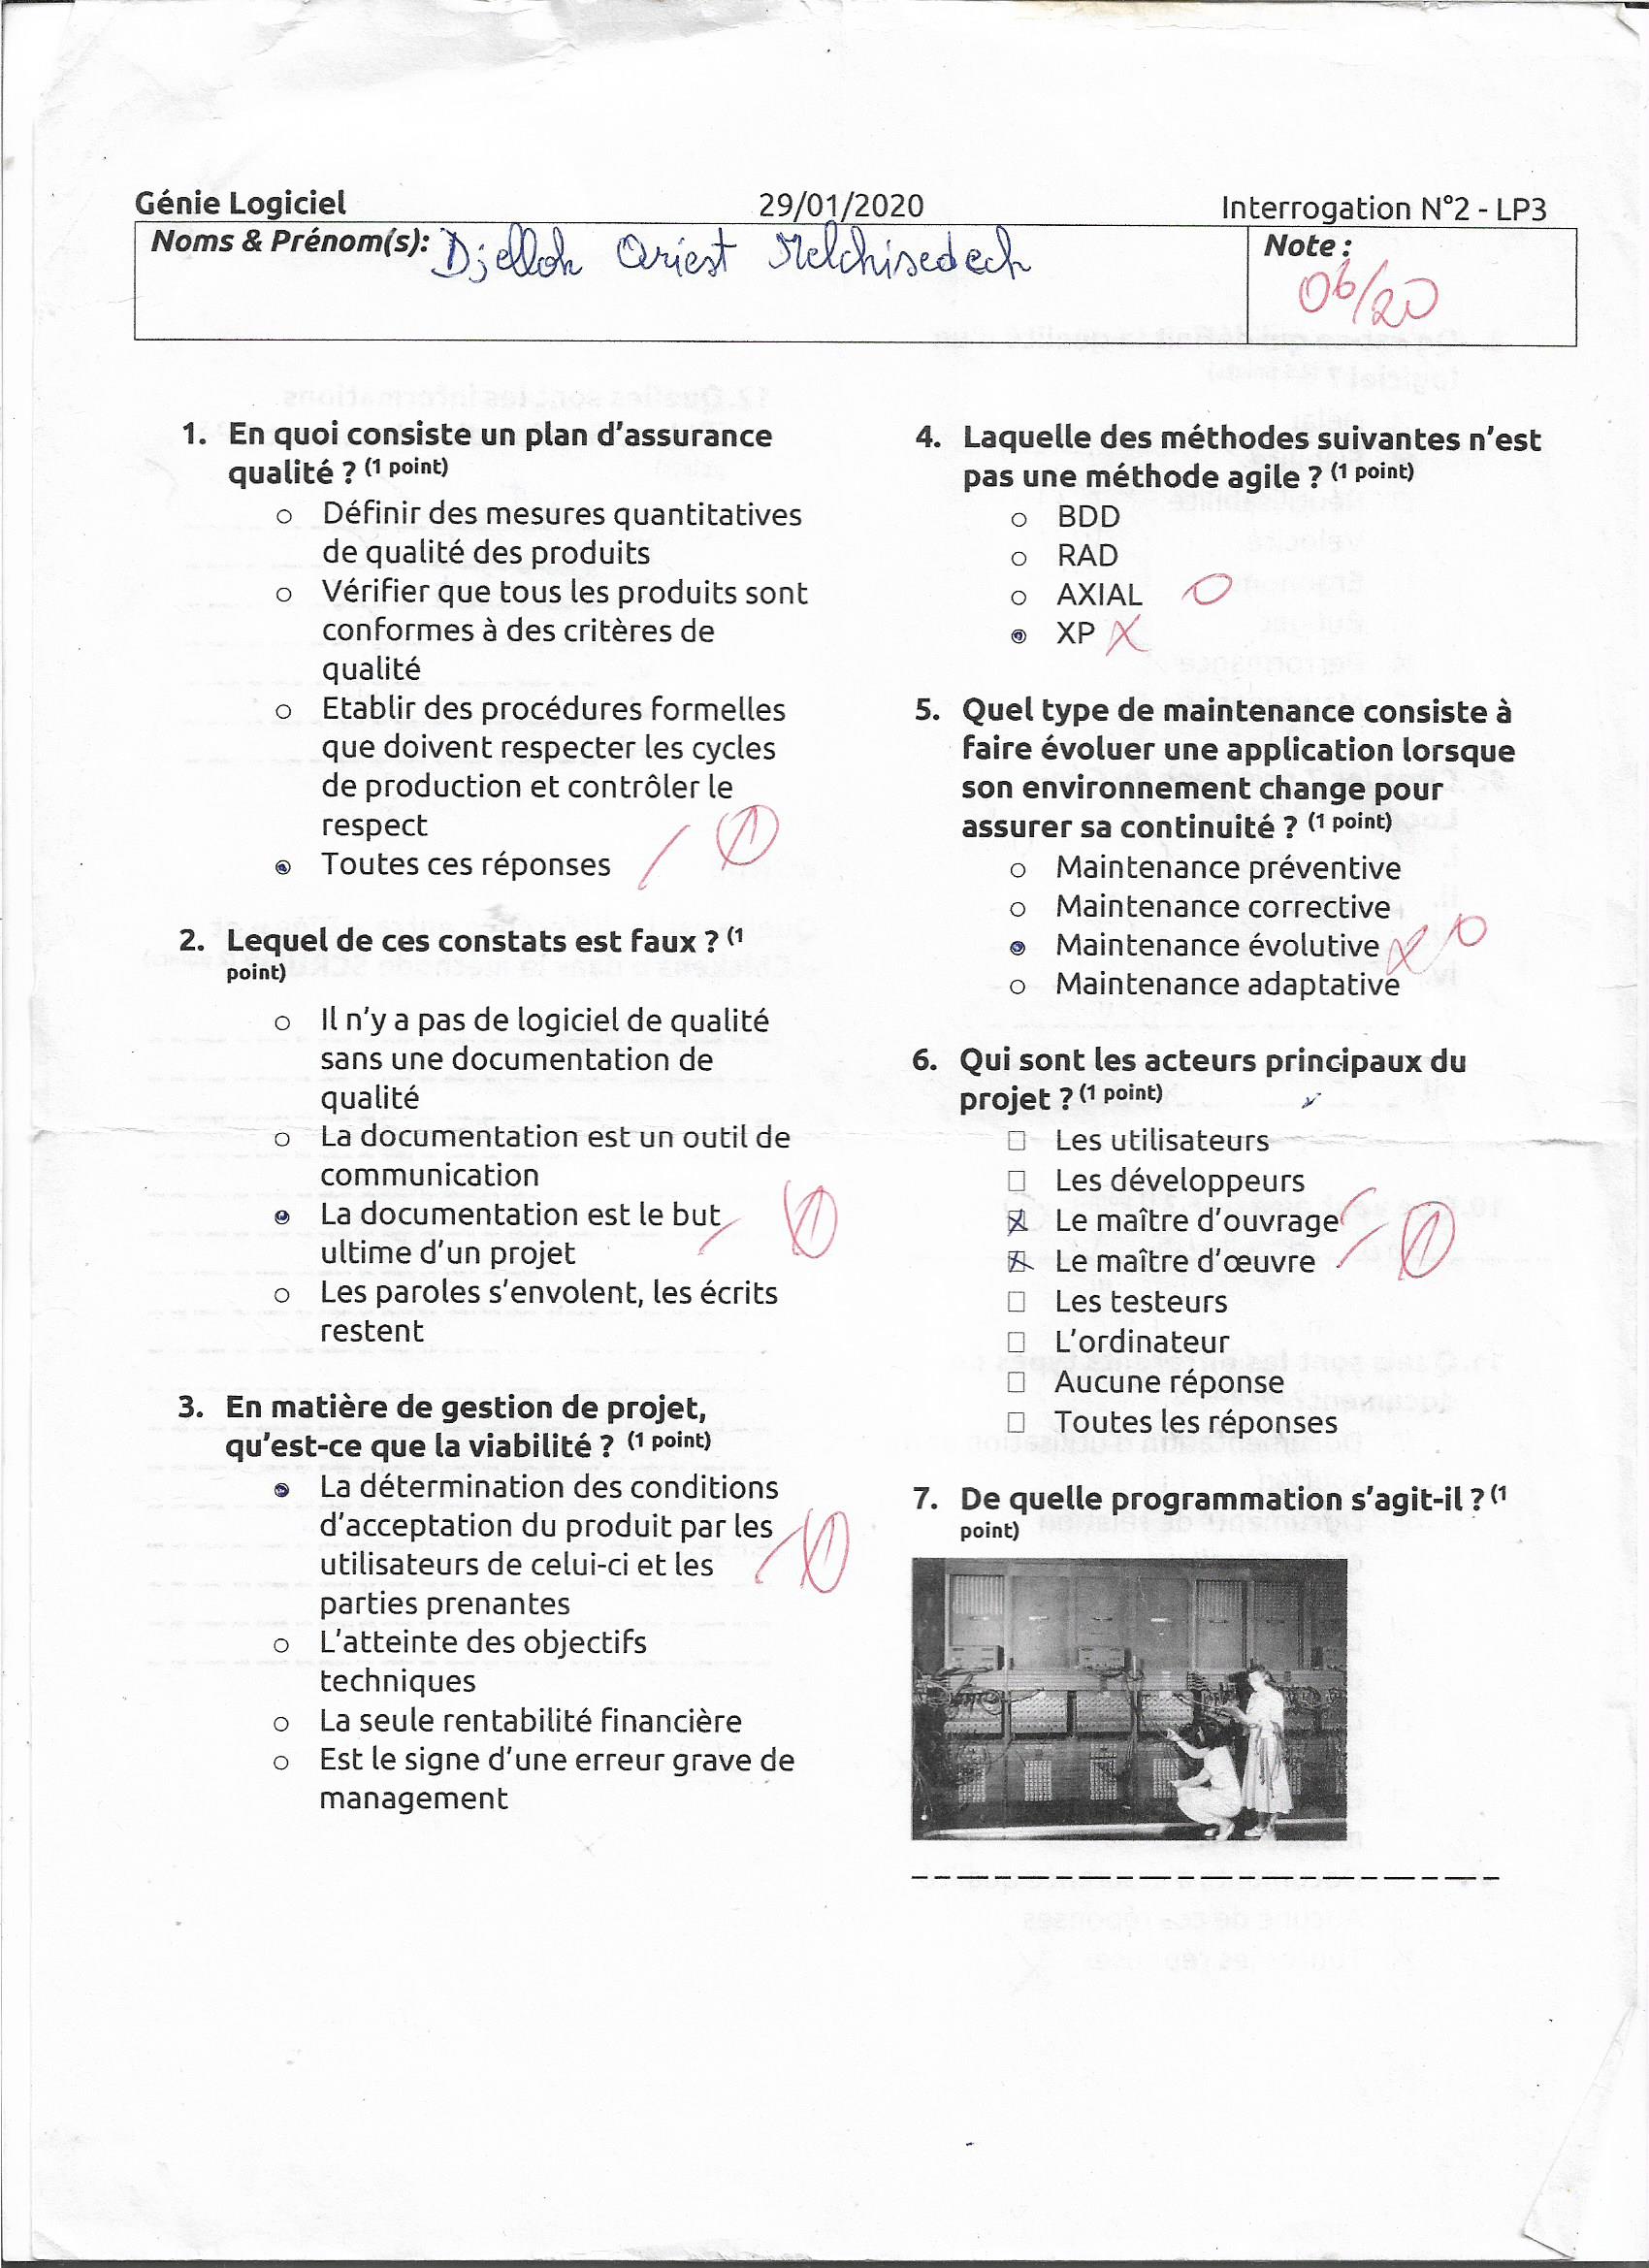 Génie Logiciel 29/01/2020 Interrogation N°2 - LP3
Noms & Prénom(s): Djelloh Oriest Melchisedech Note :
06/20
1. En quoi consiste un plan d’assurance
qualité ? (1 point)
o Définir des mesures quantitatives
de qualité des produits
o Vérifier que tous les produits sont
conformes à des critères de
qualité
o Etablir des procédures formelles
que doivent respecter les cycles
de production et contrôler le
respect
Toutes ces réponses 1
2. Lequel de ces constats est faux ? (1
point)
o Il n’y a pas de logiciel de qualité
sans une documentation de
qualité
o La documentation est un outil de
communication
La documentation est le but 1
ultime d’un projet
o Les paroles s’envolent, les écrits
restent
3. En matière de gestion de projet,
qu’est-ce que la viabilité ? (1 point)
La détermination des conditions
d’acceptation du produit par les 1
utilisateurs de celui-ci et les
parties prenantes
o L’atteinte des objectifs
techniques
o La seule rentabilité financière
o Est le signe d’une erreur grave de
management
4. Laquelle des méthodes suivantes n’est
pas une méthode agile ? (1 point)
o BDD
o RAD
o AXIAL 0
XP X
5. Quel type de maintenance consiste à
faire évoluer une application lorsque
son environnement change pour
assurer sa continuité ? (1 point)
o Maintenance préventive
o Maintenance corrective
Maintenance évolutive X 0
o Maintenance adaptative
6. Qui sont les acteurs principaux du
projet ? (1 point)
Les utilisateurs
Les développeurs
Le maître d’ouvrage
Le maître d’œuvre 1
Les testeurs
L’ordinateur
Aucune réponse
Toutes les réponses
7. De quelle programmation s’agit-il ? (1
point)